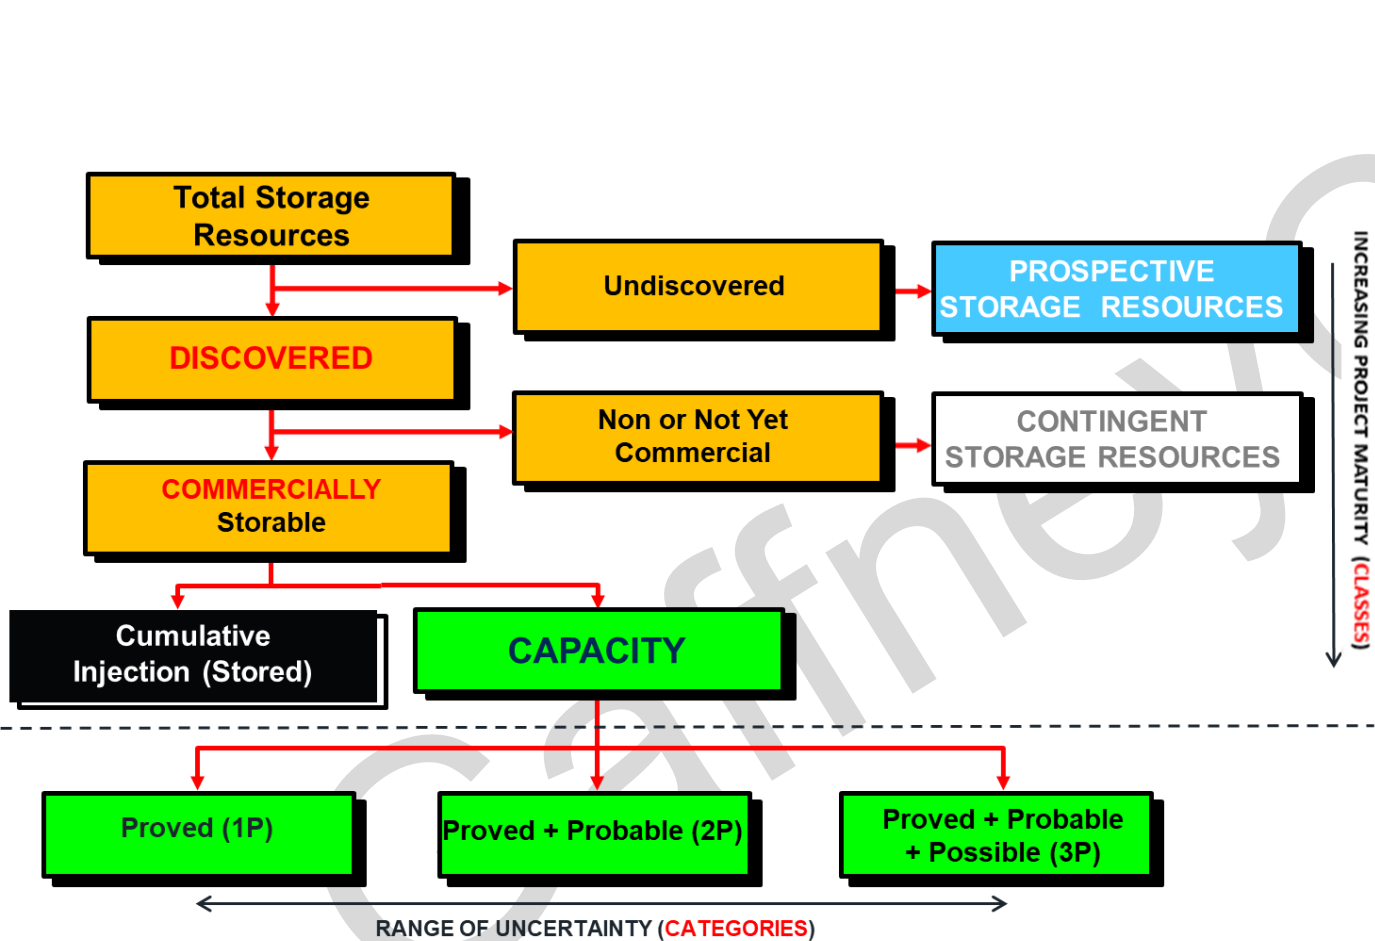 Total Storage
Resources
Undiscovered
PROSPECTIVE
STORAGE RESOURCES
DISCOVERED
Non or Not Yet
Commercial
CONTINGENT
STORAGE RESOURCES
COMMERCIALLY
Storable
Cumulative
Injection (Stored)
CAPACITY
INCREASING PROJECT MATURITY (CLASSES)
Proved (1P)
Proved + Probable (2P)
Proved + Probable
+ Possible (3P)
RANGE OF UNCERTAINTY (CATEGORIES)
GaffneyC